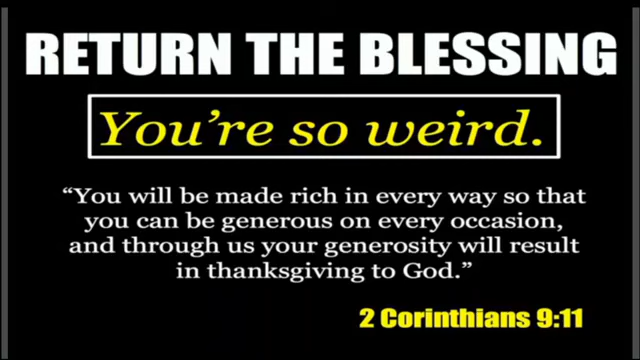 RETURN THE BLESSING
You're so weird.
“You will be made rich in every way so that
you can be generous on every occasion,
and through us your generosity will result
in thanksgiving to God.”
2 Corinthians 9:11